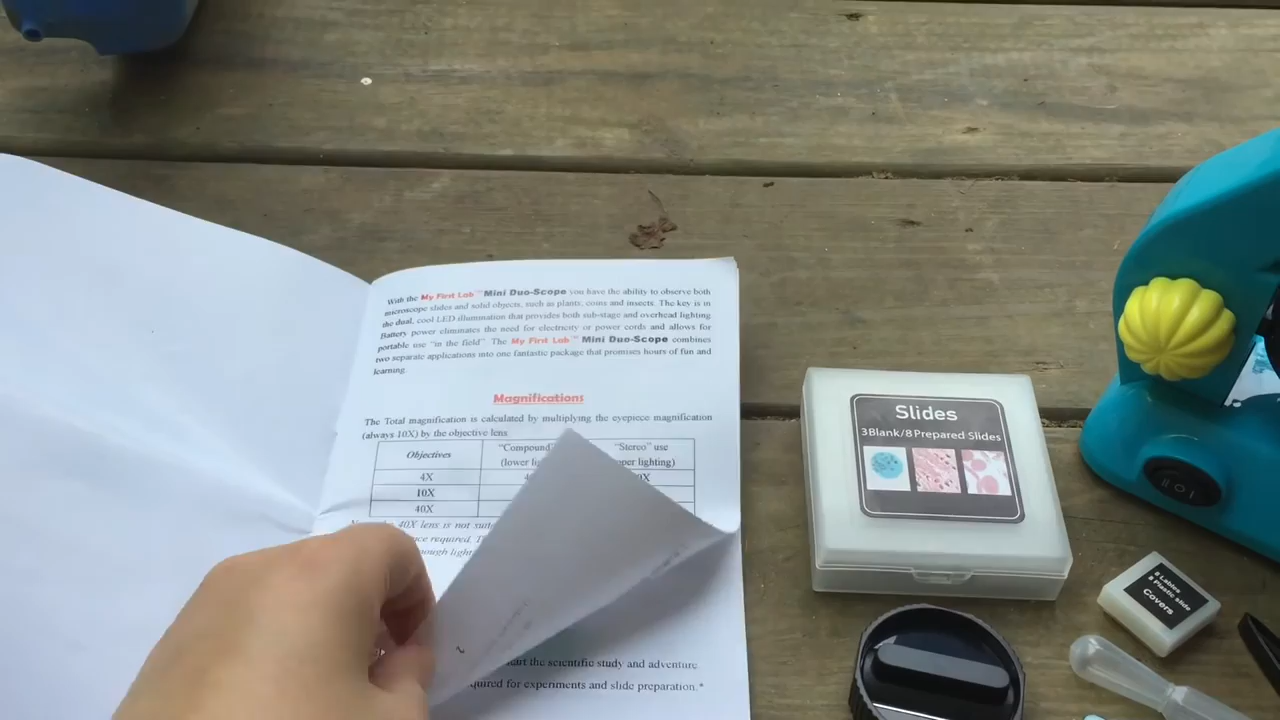 With the My First Lab™ Mini Duo-Scope you have the ability to observe both
microscope slides and solid objects, such as plants, coins and insects. The key is in
the dual, cool LED illumination that provides both sub-stage and overhead lighting
Battery power eliminates the need for electricity or power cords and allows for
portable use "in the field" The My First Lab™ Mini Duo-Scope combines
two separate applications into one fantastic package that promises hours of fun and
learning.
Magnifications
The Total magnification is calculated by multiplying the eyepiece magnification
(always 10X) by the objective lens
Objectives "Compound" "Stereo" use
(lower lighting)
4X
10X
40X
40X lens is not
required.
light
the scientific study and adventure.
required for experiments and slide preparation.*
Slides
3Blank/8Prepared Slides
8 Lables
8 Plastic slide
Covers